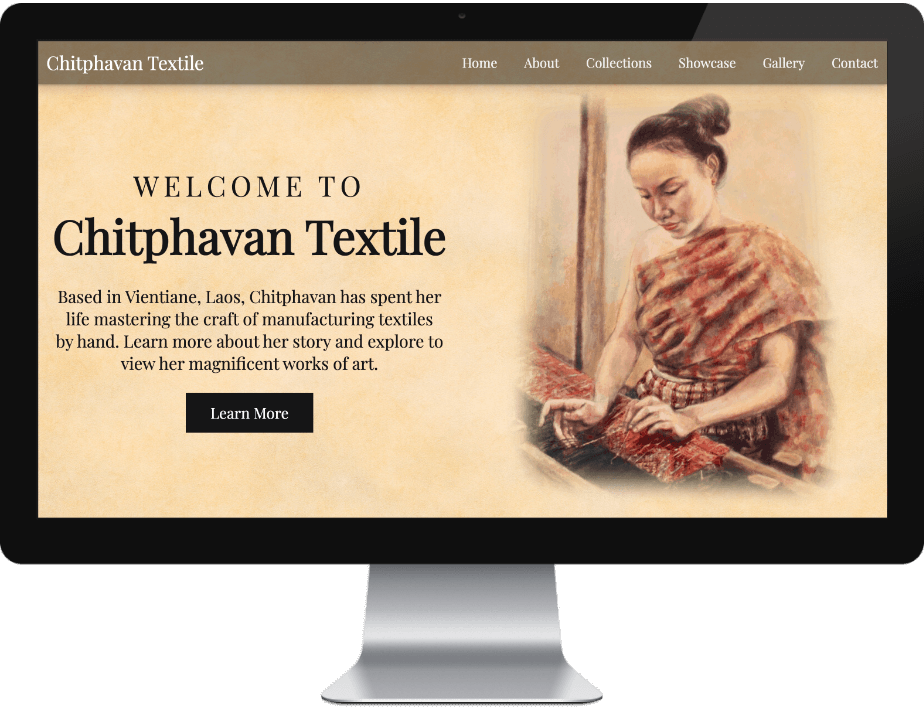 Chitphavan Textile
Home About Collections Showcase Gallery Contact
WELCOME TO
Chitphavan Textile
Based in Vientiane, Laos, Chitphavan has spent her
life mastering the craft of manufacturing textiles
by hand. Learn more about her story and explore to
view her magnificent works of art.
Learn More